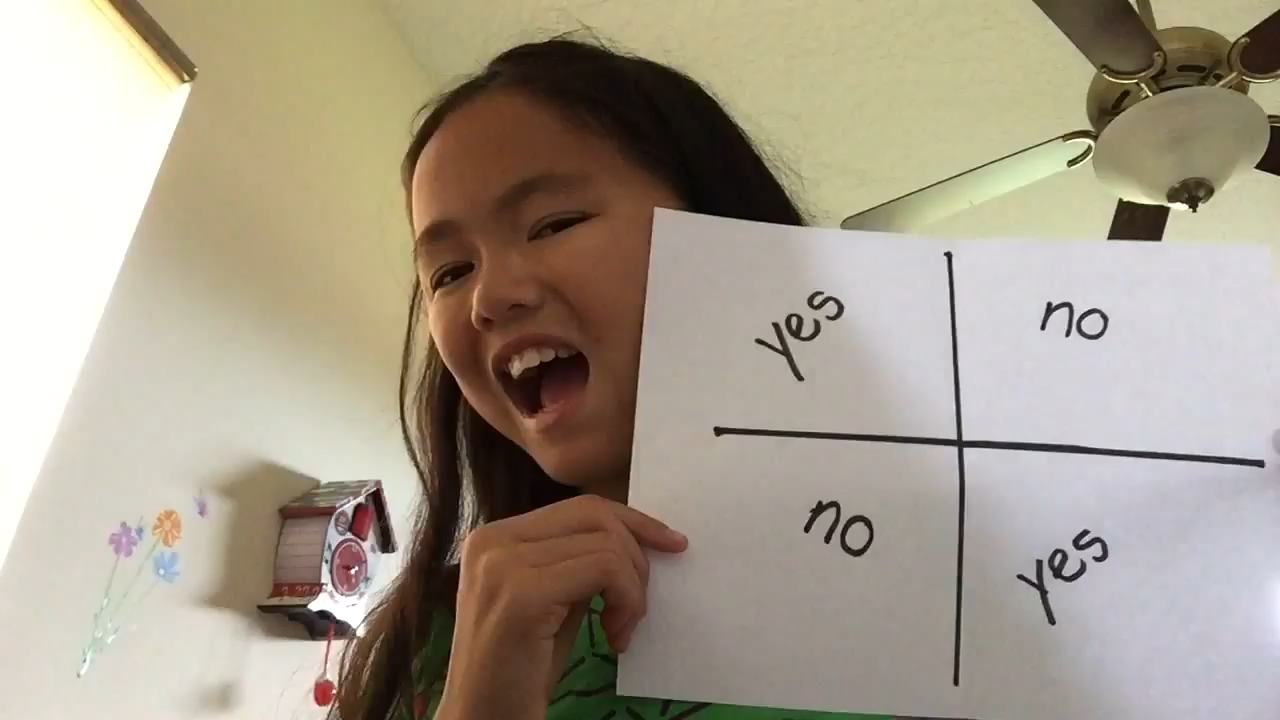 yes no
no yes